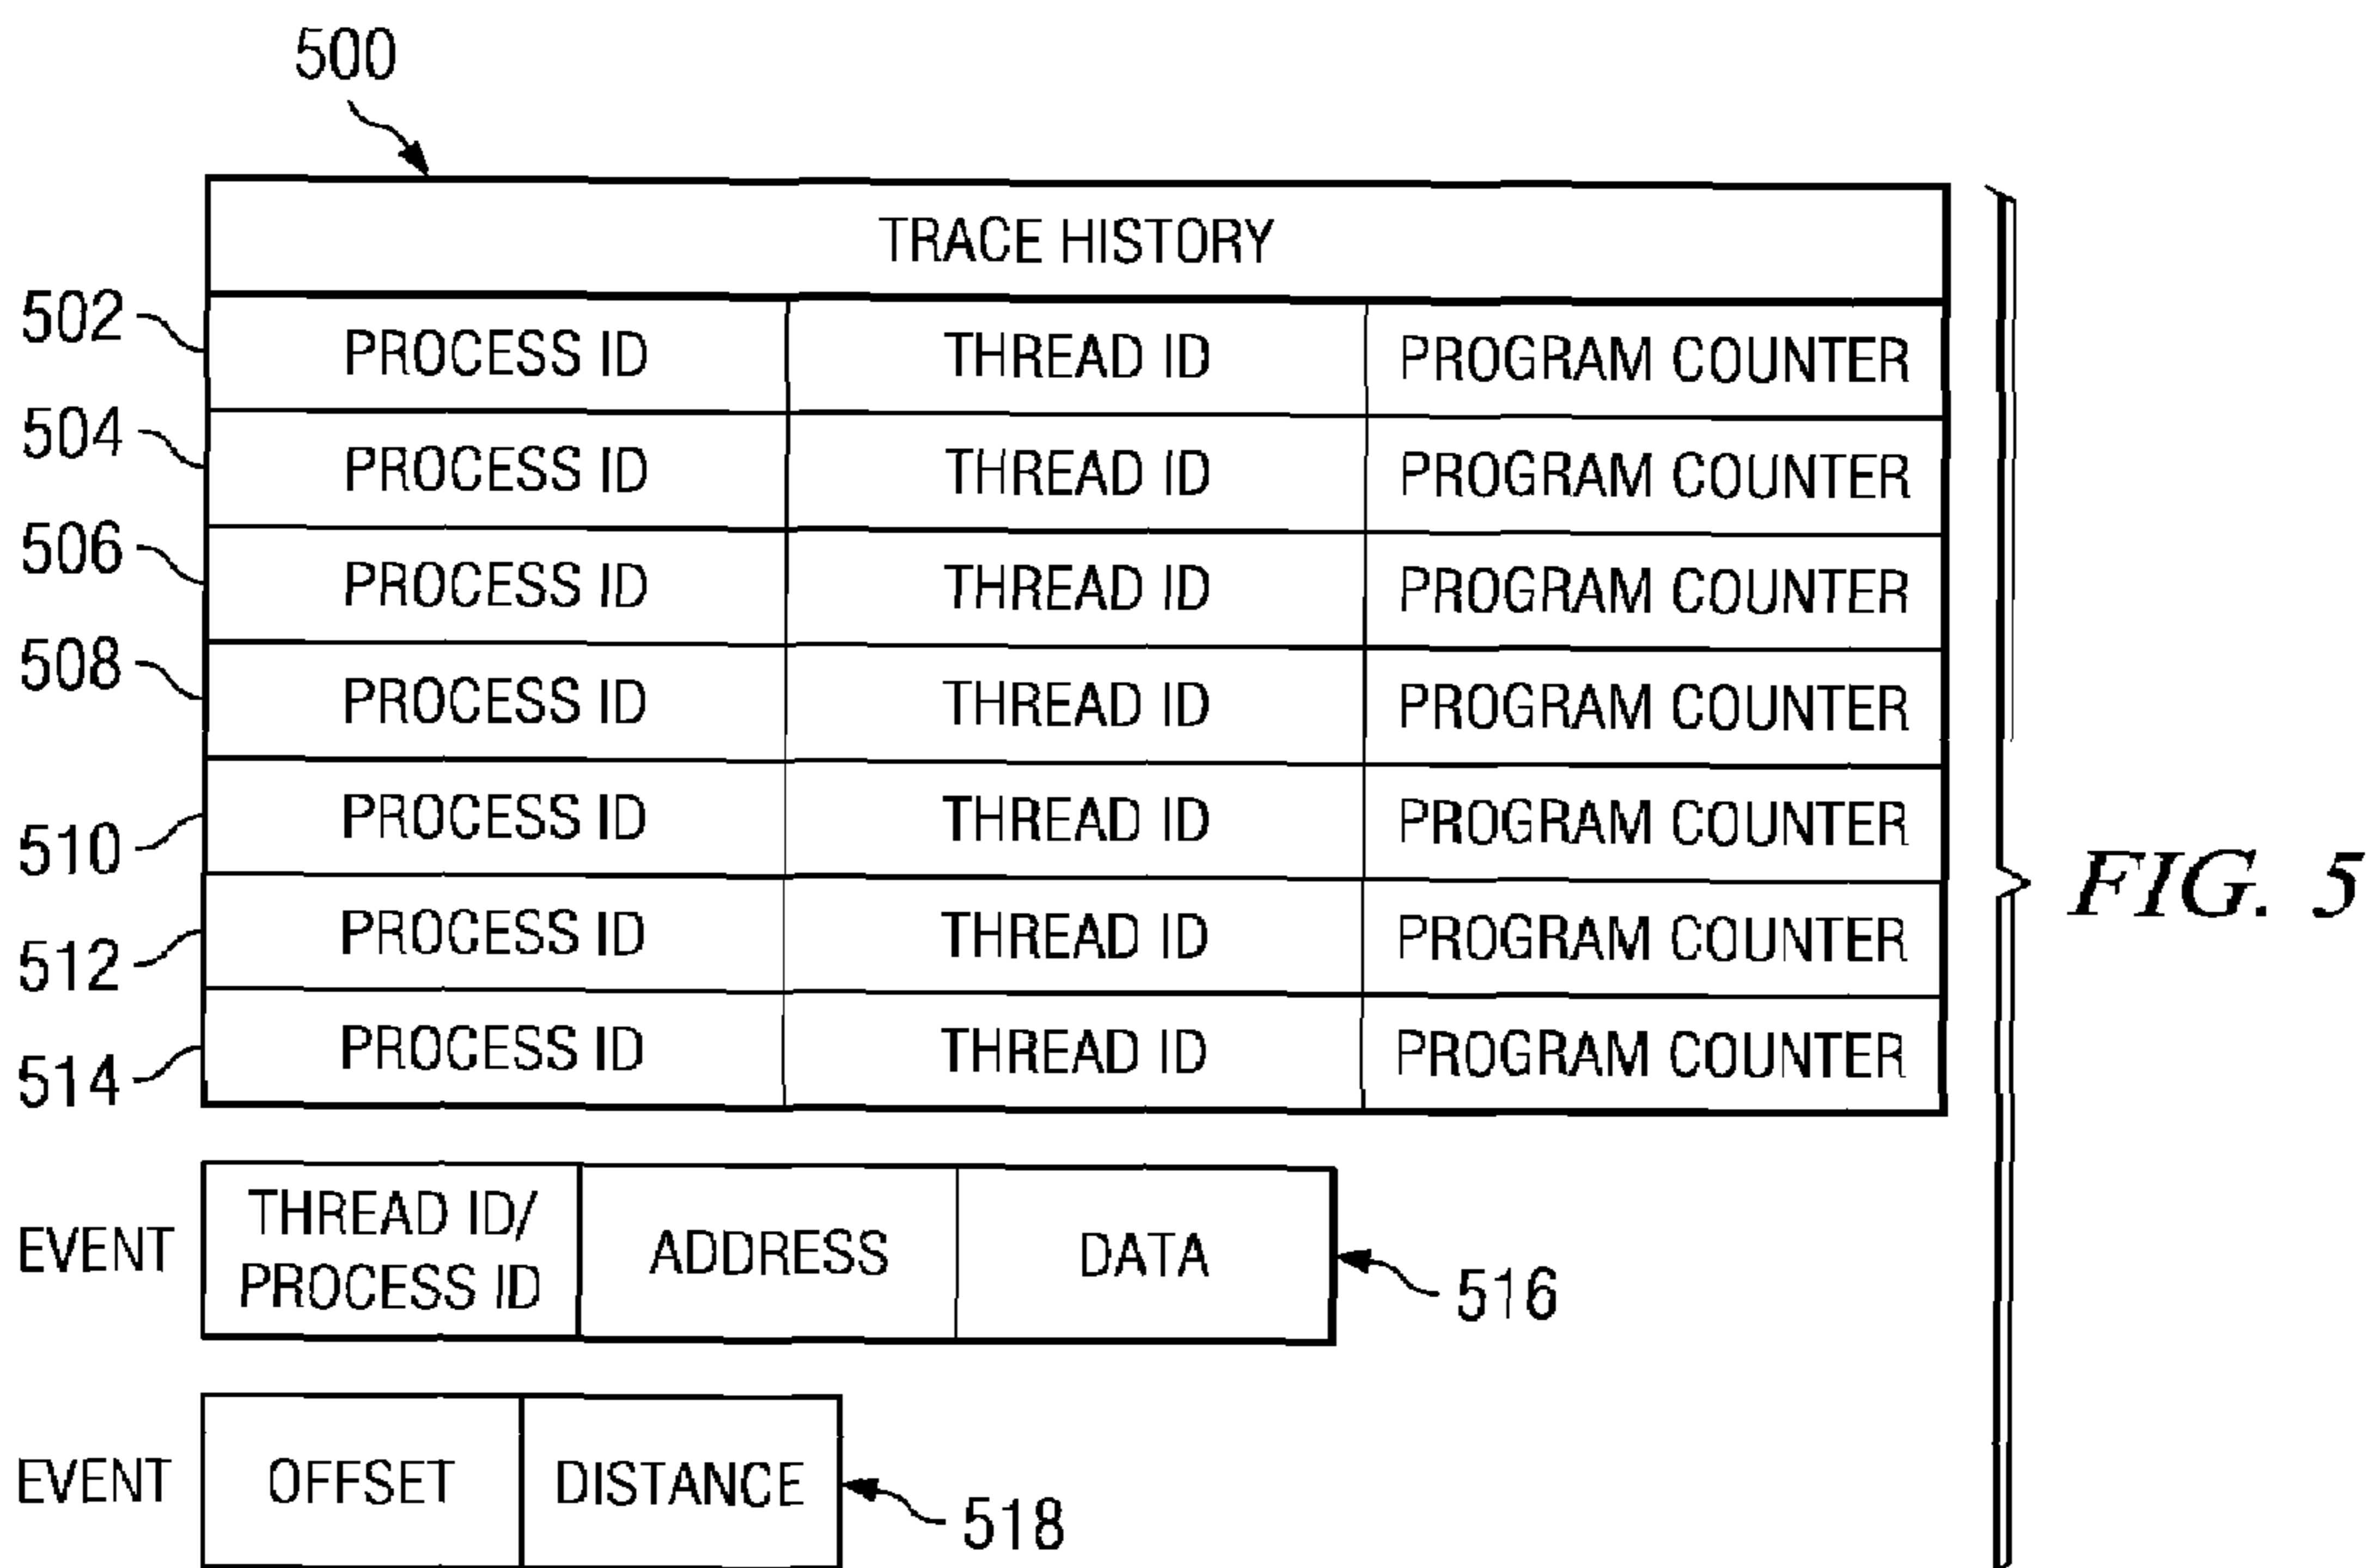 500
TRACE HISTORY
502 PROCESS ID THREAD ID PROGRAM COUNTER
504 PROCESS ID THREAD ID PROGRAM COUNTER
506 PROCESS ID THREAD ID PROGRAM COUNTER
508 PROCESS ID THREAD ID PROGRAM COUNTER
510 PROCESS ID THREAD ID PROGRAM COUNTER
512 PROCESS ID THREAD ID PROGRAM COUNTER
514 PROCESS ID THREAD ID PROGRAM COUNTER
FIG. 5
EVENT
THREAD ID/
PROCESS ID
ADDRESS
DATA
516
EVENT
OFFSET
DISTANCE
518